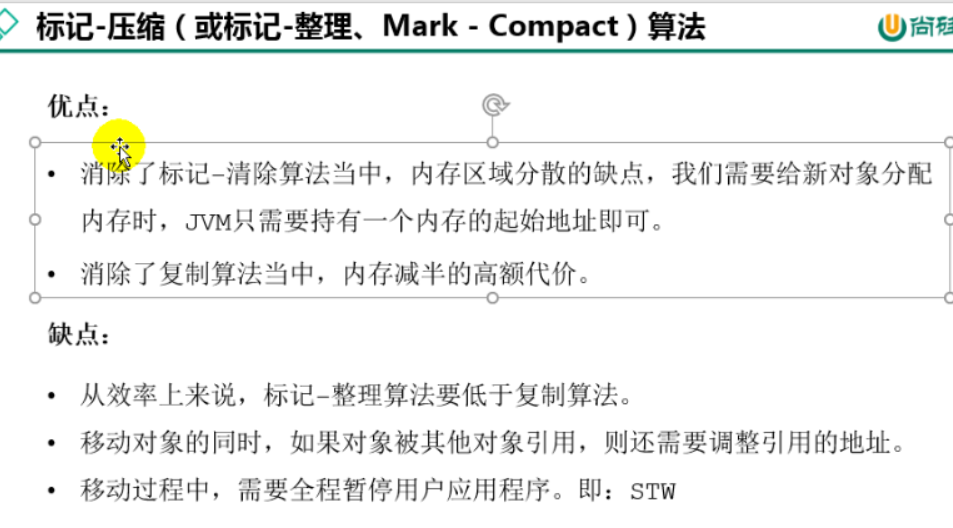 标记-压缩（或标记-整理、Mark - Compact）算法
尚硅
优点：
• 消除了标记-清除算法当中，内存区域分散的缺点，我们需要给新对象分配
内存时，JVM只需要持有一个内存的起始地址即可。
• 消除了复制算法当中，内存减半的高额代价。
缺点：
• 从效率上来说，标记-整理算法要低于复制算法。
• 移动对象的同时，如果对象被其他对象引用，则还需要调整引用的地址。
• 移动过程中，需要全程暂停用户应用程序。即：STW